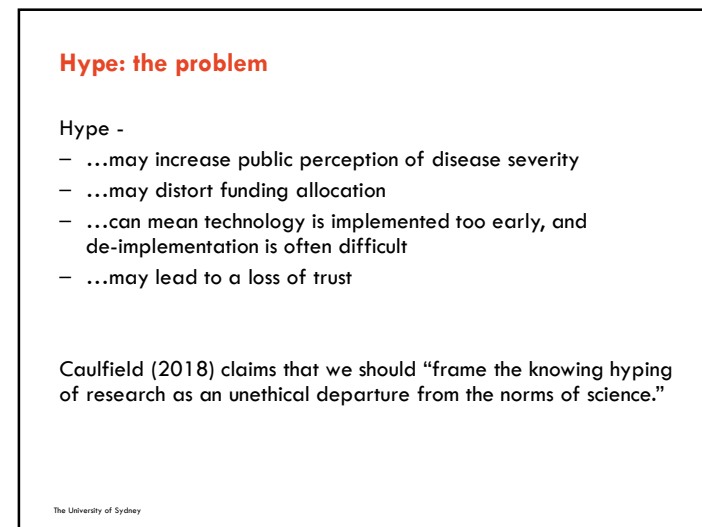 Hype: the problem
Hype -
– …may increase public perception of disease severity
– …may distort funding allocation
– …can mean technology is implemented too early, and
de-implementation is often difficult
– …may lead to a loss of trust
Caulfield (2018) claims that we should “frame the knowing hyping
of research as an unethical departure from the norms of science.”
The University of Sydney